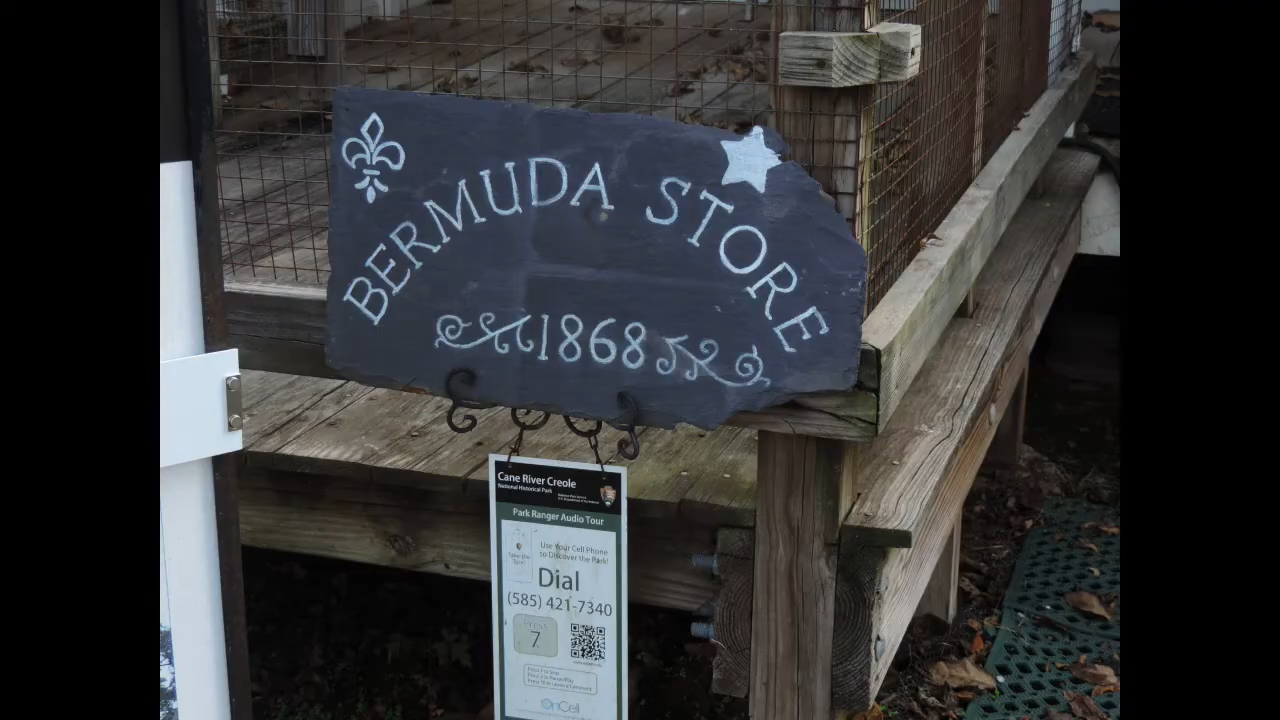 BERMUDA STORE
1868
Cane River Creole
National Historical Park
Park Ranger Audio Tour
Use Your Cell Phone
to Discover the Park!
Dial
(585) 421-7340
Press
7
OnCell